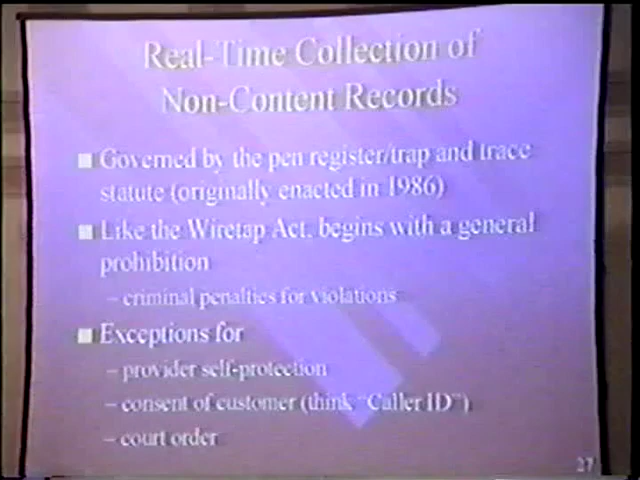 Real-Time Collection of
Non-Content Records
Governed by the pen register/trap and trace
statute (originally enacted in 1986)
Like the Wiretap Act, begins with a general
prohibition
– criminal penalties for violations
Exceptions for
– provider self-protection
– consent of customer (think “Caller ID”)
– court order
27